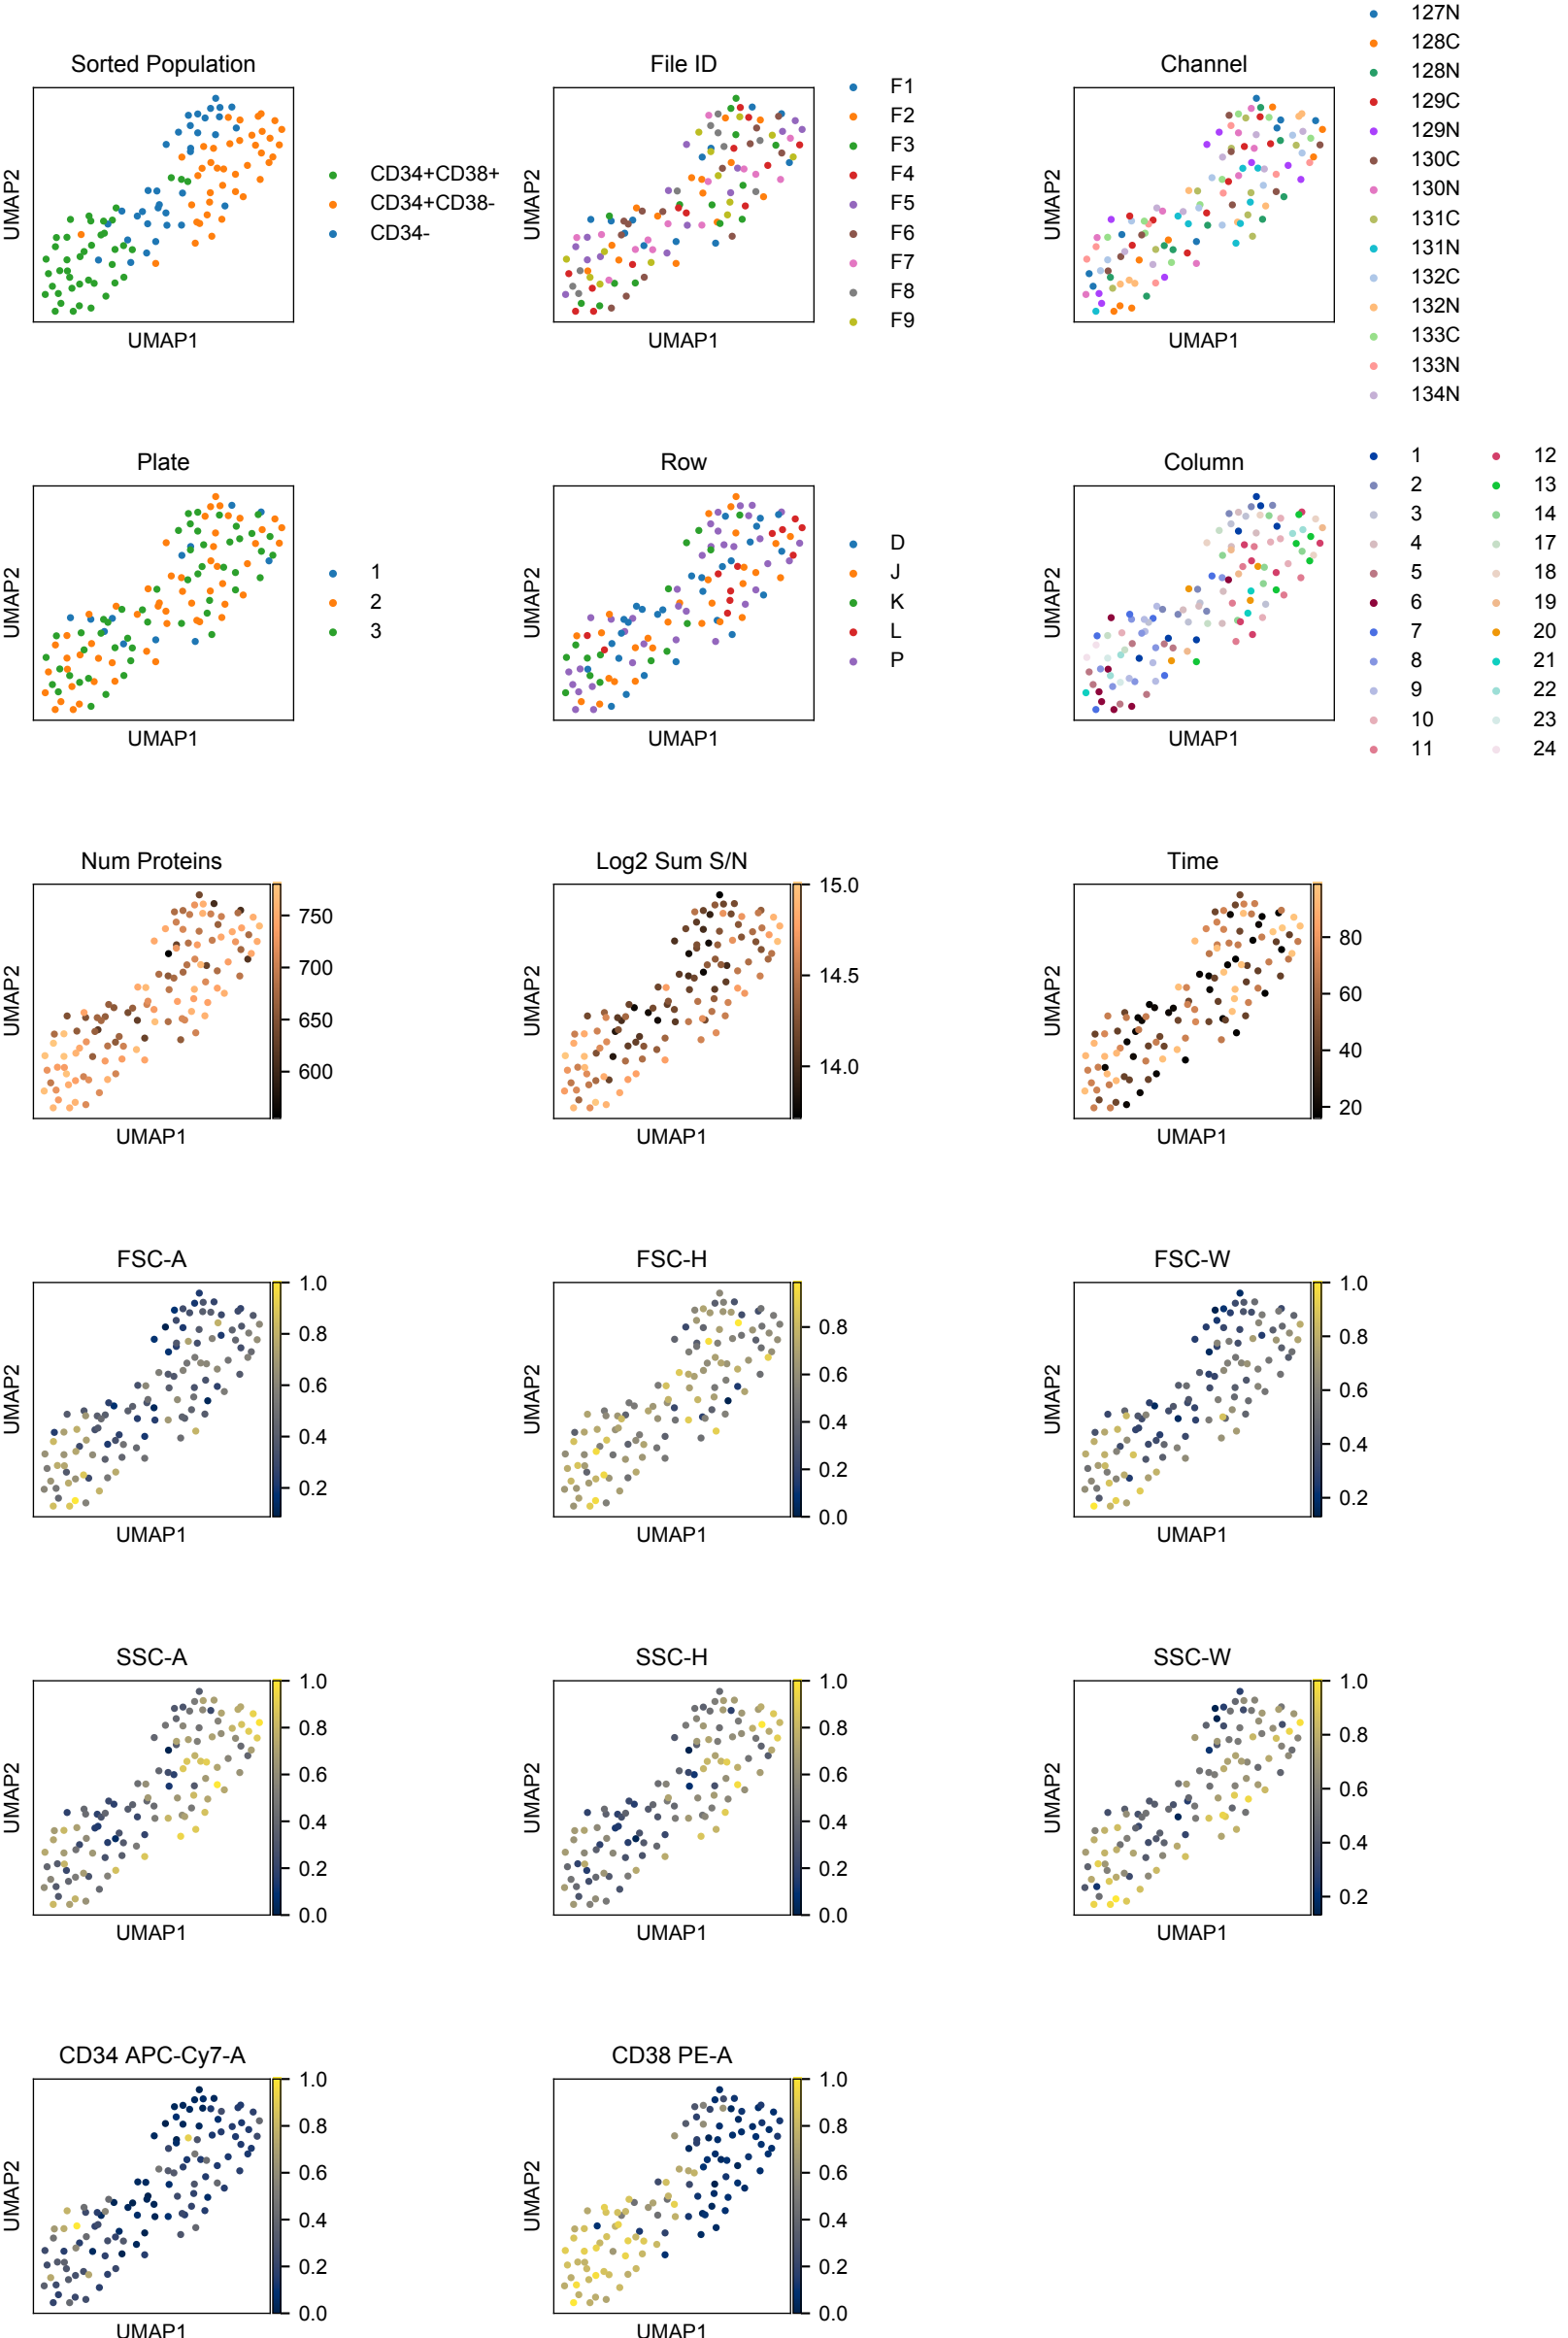 Sorted Population
UMAP2
UMAP1
CD34+CD38+
CD34+CD38-
CD34-
File ID
UMAP2
UMAP1
F1
F2
F3
F4
F5
F6
F7
F8
F9
Channel
UMAP2
UMAP1
127N
128C
128N
129C
129N
130C
130N
131C
131N
132C
132N
133C
133N
134N
Plate
UMAP2
UMAP1
1
2
3
Row
UMAP2
UMAP1
D
J
K
L
P
Column
UMAP2
UMAP1
1
2
3
4
5
6
7
8
9
10
11
12
13
14
17
18
19
20
21
22
23
24
Num Proteins
UMAP2
UMAP1
750
700
650
600
Log2 Sum S/N
UMAP2
UMAP1
15.0
14.5
14.0
Time
UMAP2
UMAP1
80
60
40
20
FSC-A
UMAP2
UMAP1
1.0
0.8
0.6
0.4
0.2
FSC-H
UMAP2
UMAP1
0.8
0.6
0.4
0.2
0.0
FSC-W
UMAP2
UMAP1
1.0
0.8
0.6
0.4
0.2
SSC-A
UMAP2
UMAP1
1.0
0.8
0.6
0.4
0.2
0.0
SSC-H
UMAP2
UMAP1
1.0
0.8
0.6
0.4
0.2
0.0
SSC-W
UMAP2
UMAP1
1.0
0.8
0.6
0.4
0.2
CD34 APC-Cy7-A
UMAP2
UMAP1
1.0
0.8
0.6
0.4
0.2
0.0
CD38 PE-A
UMAP2
UMAP1
1.0
0.8
0.6
0.4
0.2
0.0